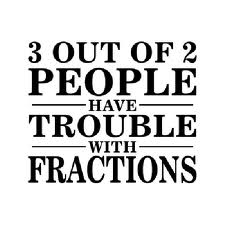 3 OUT OF 2
PEOPLE
HAVE
TROUBLE
WITH
FRACTIONS